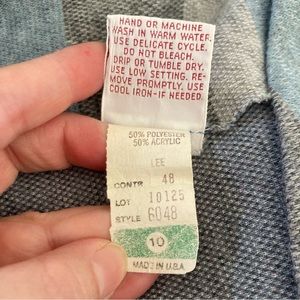 HAND OR MACHINE
WASH IN WARM WATER.
USE DELICATE CYCLE.
DO NOT BLEACH.
DRIP OR TUMBLE DRY.
USE LOW SETTING. RE-
MOVE PROMPTLY. USE
COOL IRON-IF NEEDED.
50% POLYESTER
50% ACRYLIC
LEE
CONTR 48
LOT 10125
STYLE 6048
10
MADE IN U.S.A.